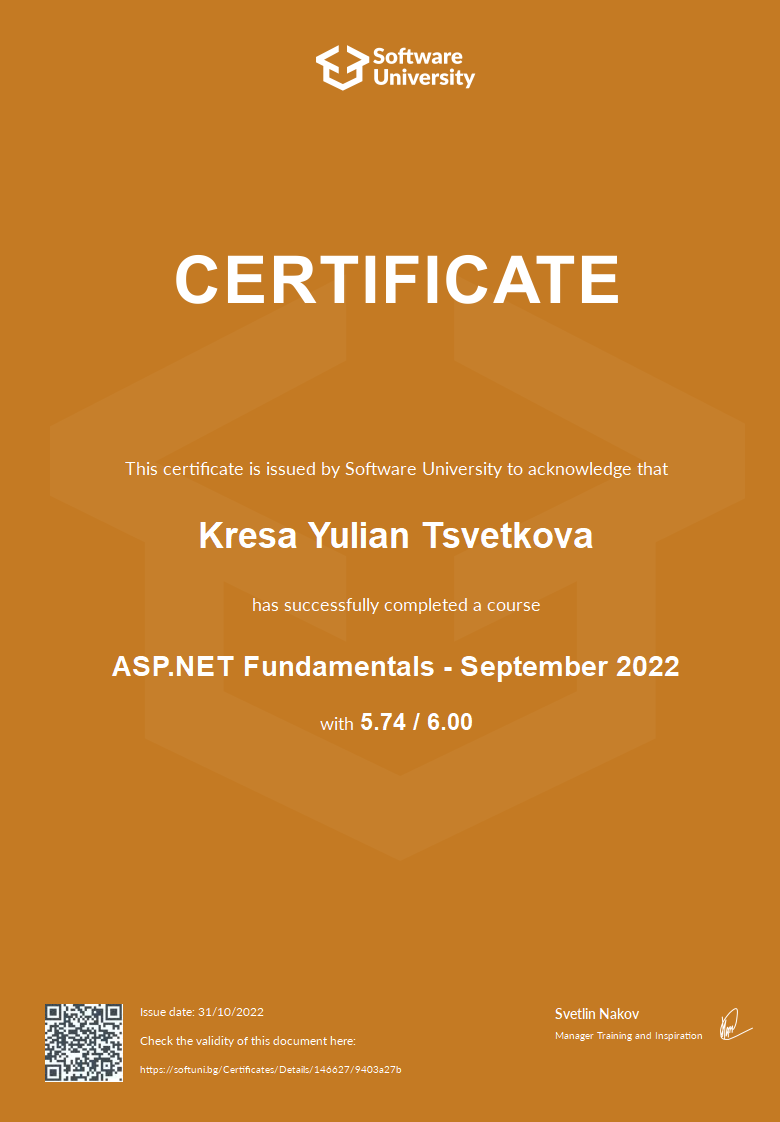 Software
University
CERTIFICATE
This certificate is issued by Software University to acknowledge that
Kresa Yulian Tsvetkova
has successfully completed a course
ASP.NET Fundamentals - September 2022
with 5.74 / 6.00
Issue date: 31/10/2022
Check the validity of this document here:
https://softuni.bg/Certificates/Details/146627/9403a27b
Svetlin Nakov
Manager Training and Inspiration